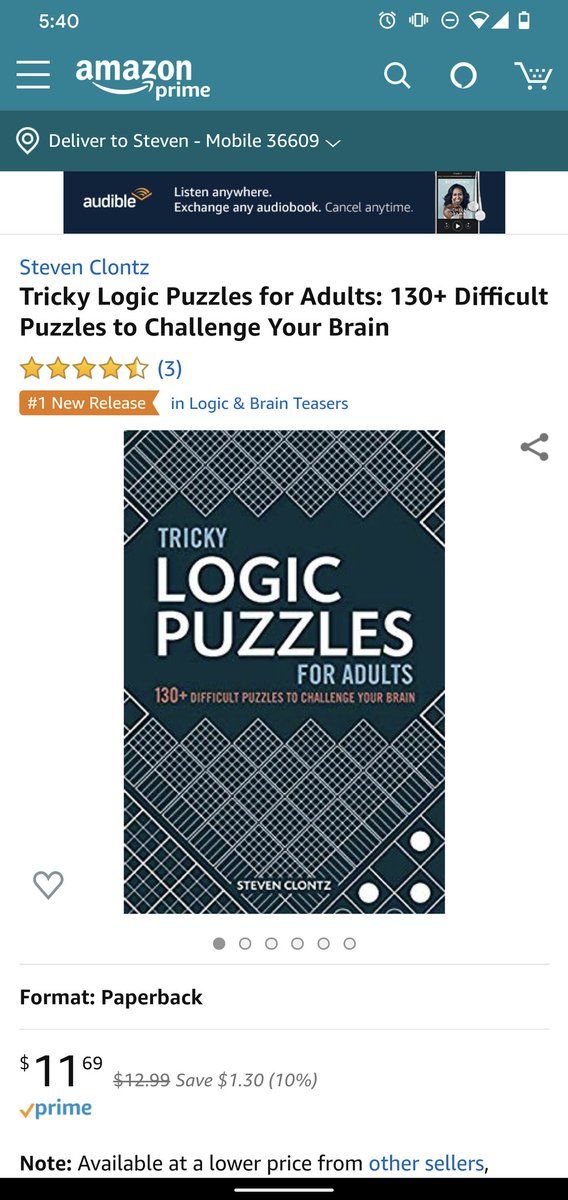 5:40
amazon
prime
Deliver to Steven - Mobile 36609
audible
Listen anywhere.
Exchange any audiobook. Cancel anytime.
Steven Clontz
Tricky Logic Puzzles for Adults: 130+ Difficult
Puzzles to Challenge Your Brain
(3)
#1 New Release in Logic & Brain Teasers
TRICKY
LOGIC
PUZZLES
FOR ADULTS
130+ DIFFICULT PUZZLES TO CHALLENGE YOUR BRAIN
STEVEN CLONTZ
Format: Paperback
$11 69 $12.99 Save $1.30 (10%)
prime
Note: Available at a lower price from other sellers,